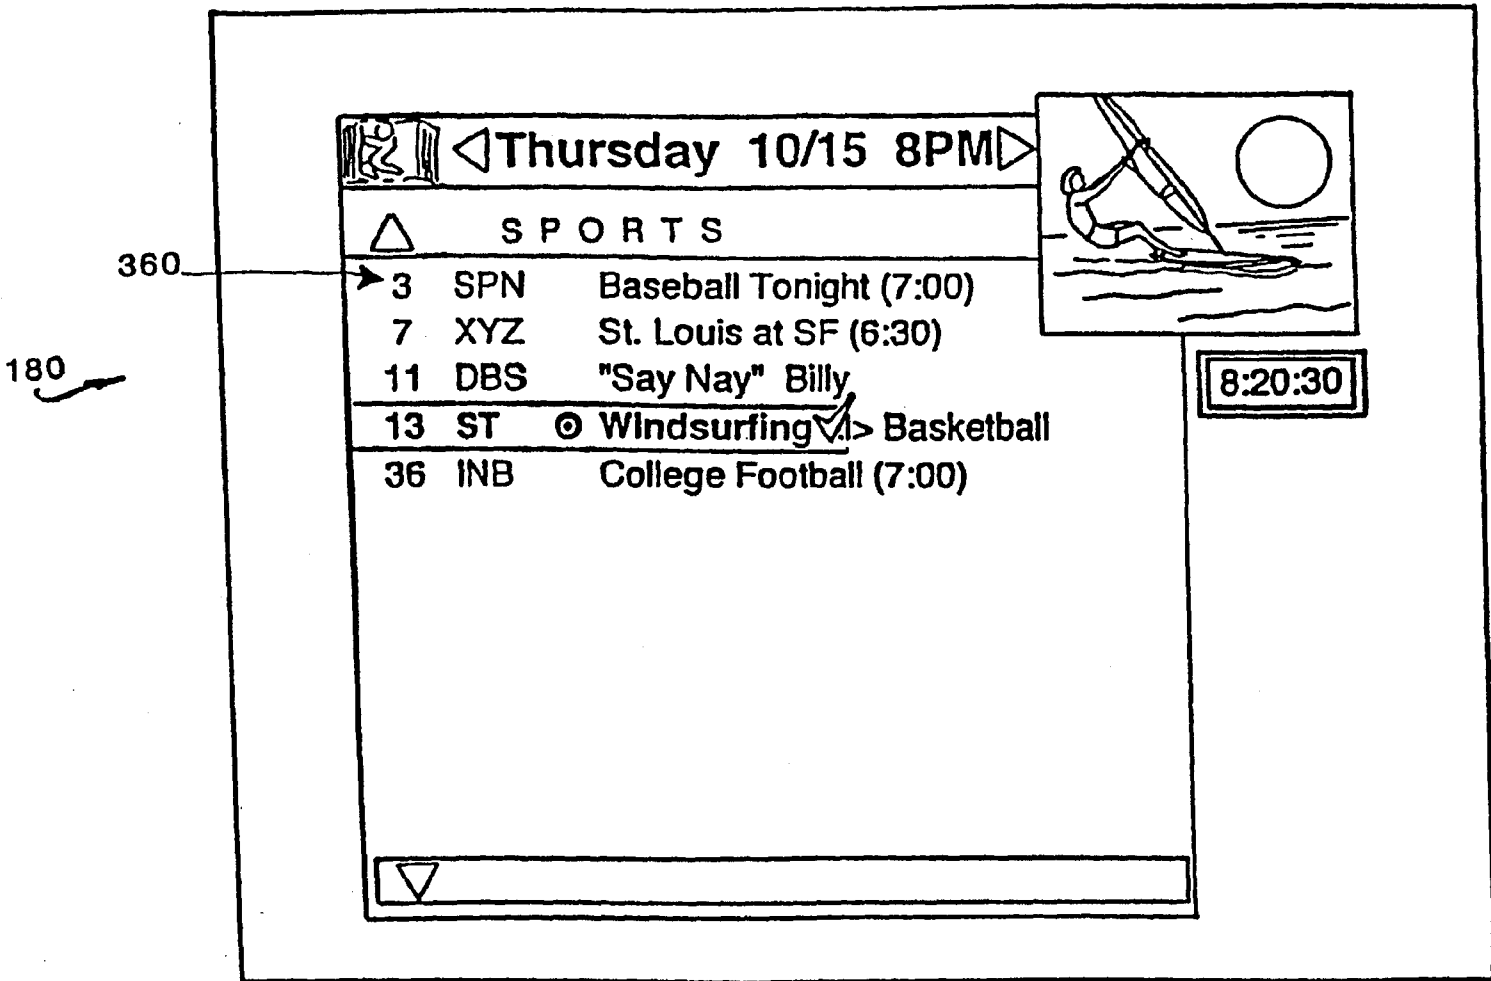 Thursday 10/15 8PM
SPORTS
360
3 SPN Baseball Tonight (7:00)
7 XYZ St. Louis at SF (6:30)
180
11 DBS "Say Nay" Billy
8:20:30
13 ST Windsurfing > Basketball
36 INB College Football (7:00)